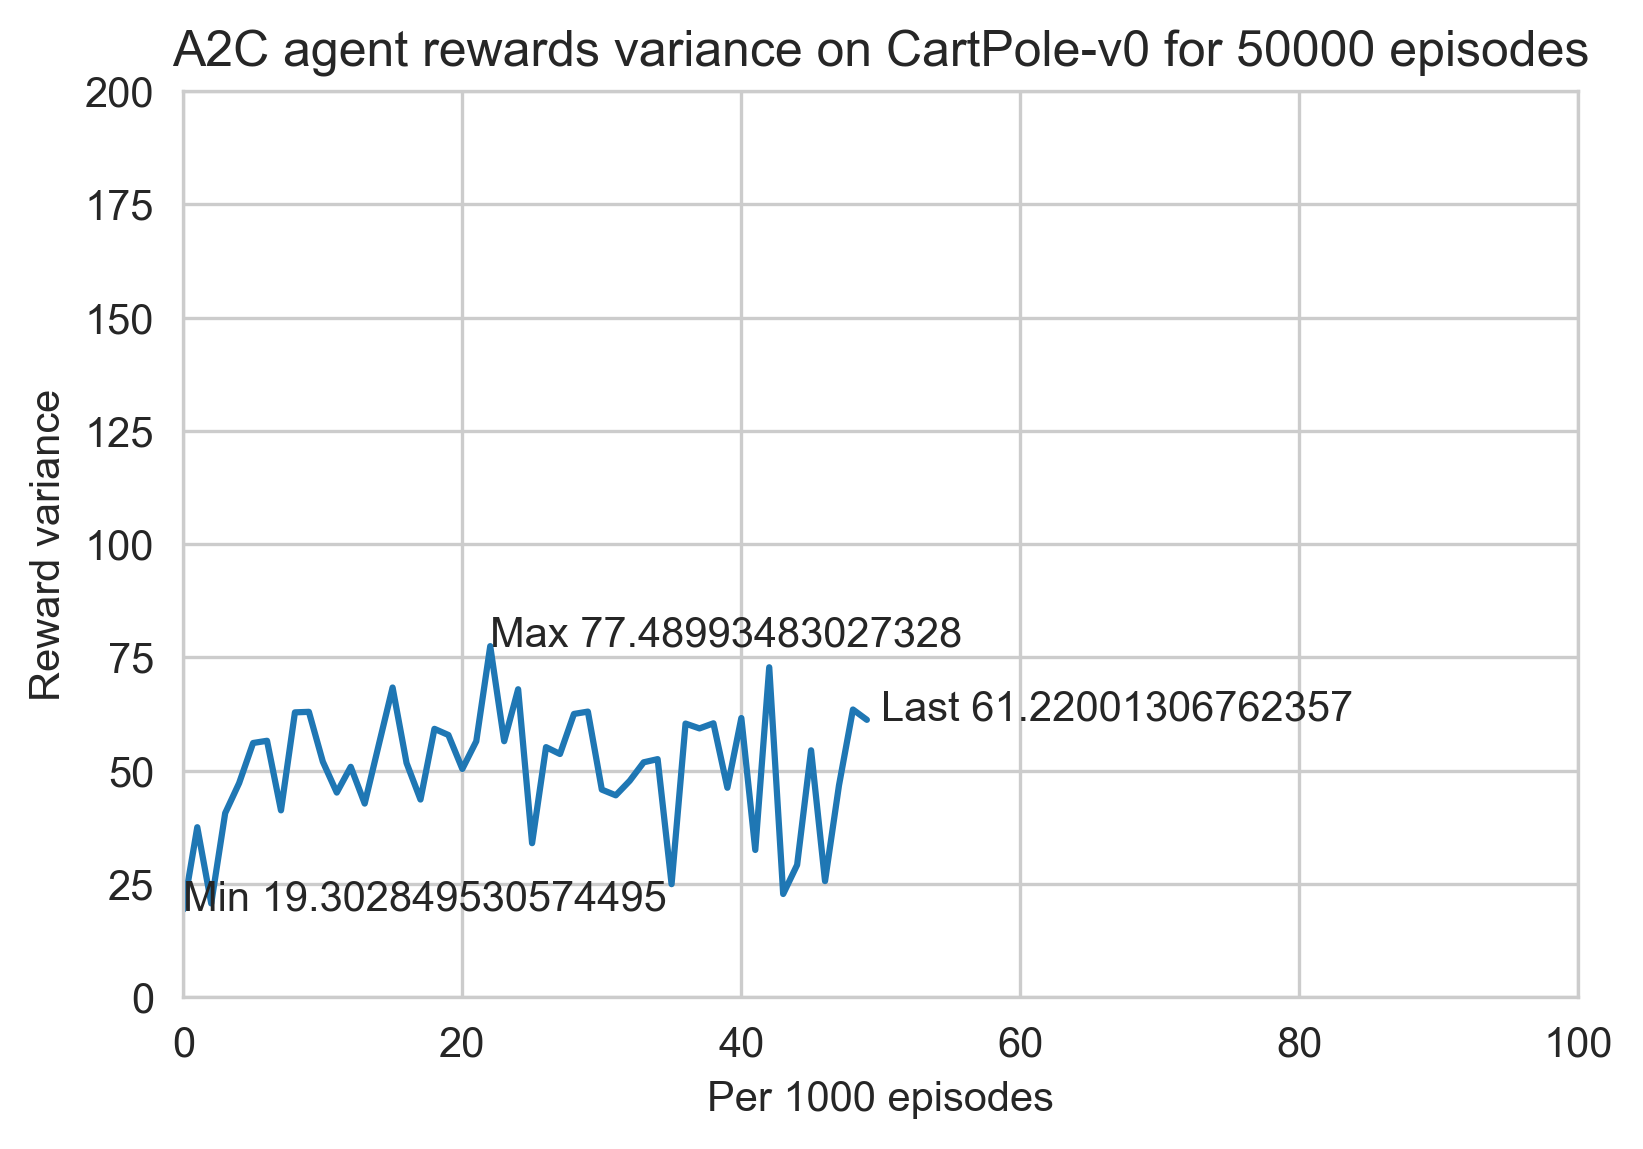 A2C agent rewards variance on CartPole-v0 for 50000 episodes
200
175
150
125
100
75
50
25
0
Reward variance
Max 77.48993483027328
Last 61.22001306762357
Min 19.302849530574495
0 20 40 60 80 100
Per 1000 episodes